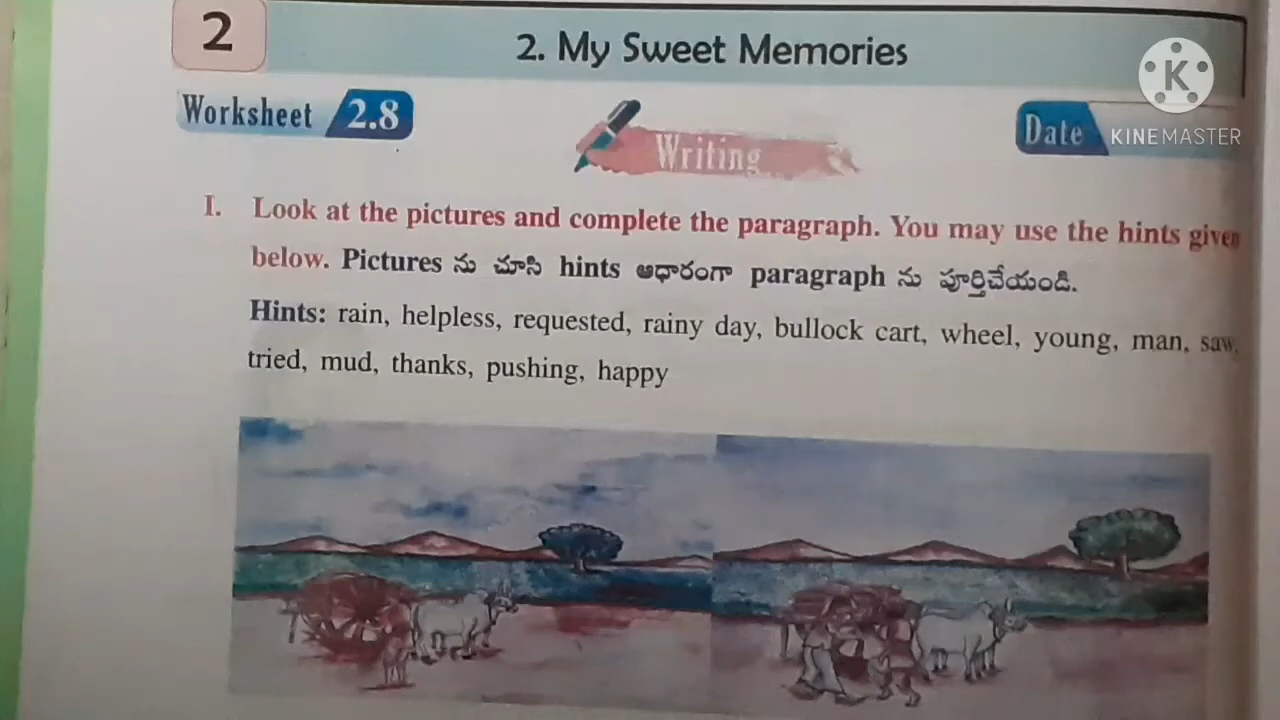 2
2. My Sweet Memories
K
KINEMASTER
Worksheet 2.8
Writing
Date
I. Look at the pictures and complete the paragraph. You may use the hints given
below. Pictures ను చూసి hints ఆధారంగా paragraph ను పూర్తిచేయండి.
Hints: rain, helpless, requested, rainy day, bullock cart, wheel, young, man, saw,
tried, mud, thanks, pushing, happy